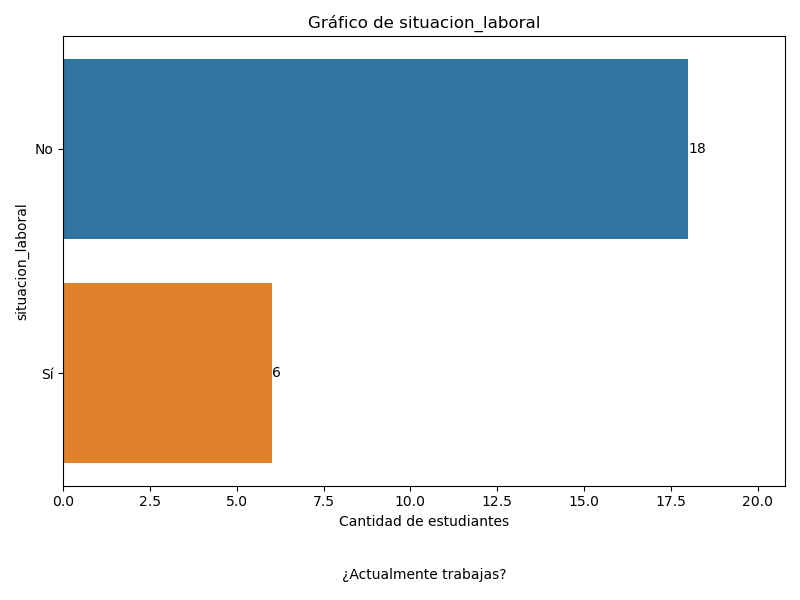 Gráfico de situacion_laboral
situacion_laboral
No
18
Sí
6
0.0 2.5 5.0 7.5 10.0 12.5 15.0 17.5 20.0
Cantidad de estudiantes
¿Actualmente trabajas?